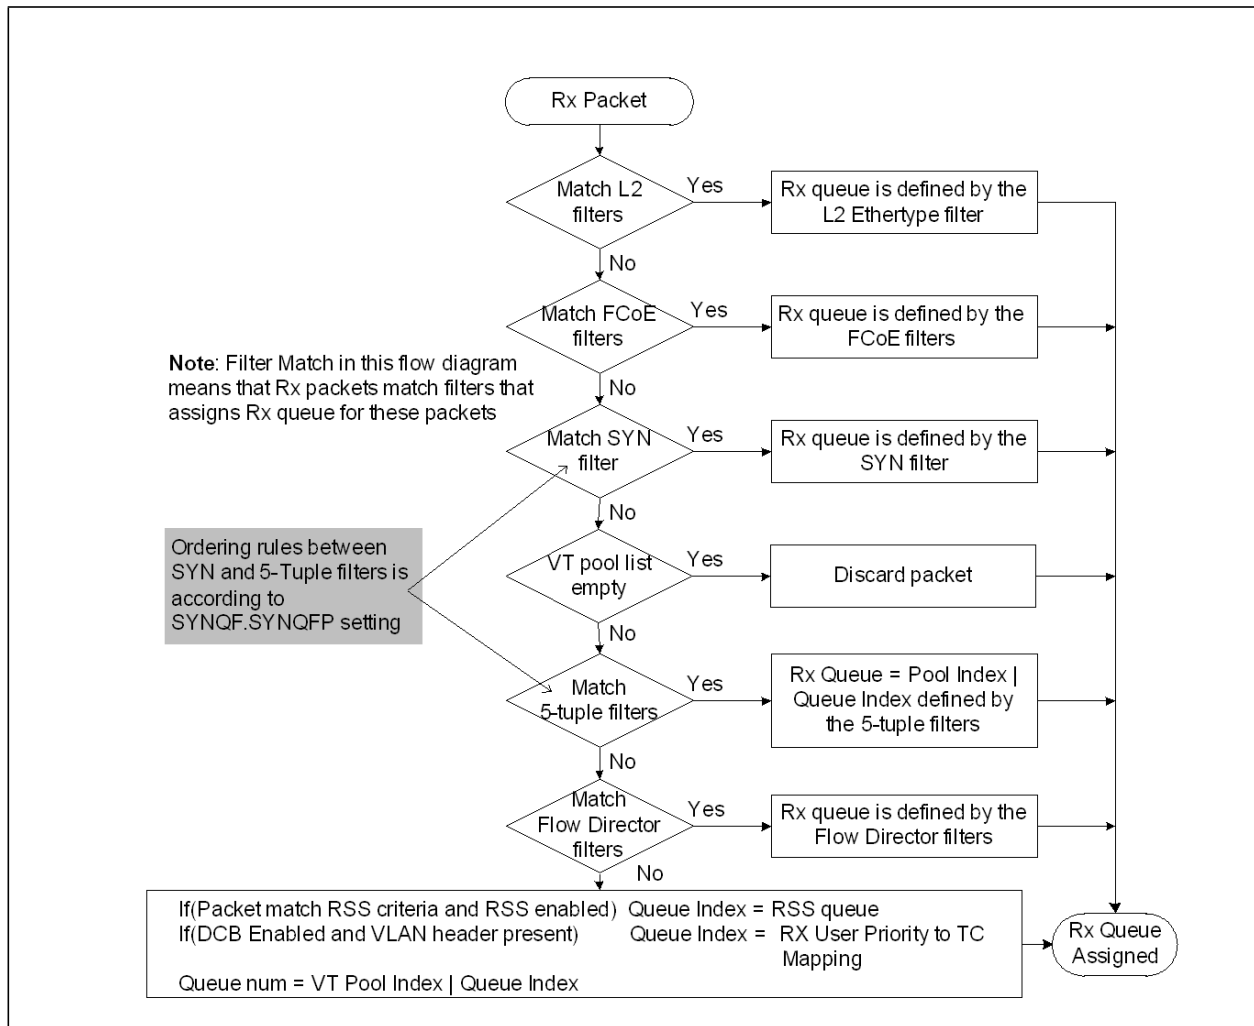 Rx Packet
Match L2
filters
Yes
Rx queue is defined by the
L2 Ethertype filter
No
Match FCoE
filters
Yes
Rx queue is defined by the
FCoE filters
No
Note: Filter Match in this flow diagram
means that Rx packets match filters that
assigns Rx queue for these packets
Match SYN
filter
Yes
Rx queue is defined by the
SYN filter
No
Ordering rules between
SYN and 5-Tuple filters is
according to
SYNQF.SYNQFP setting
VT pool list
empty
Yes
Discard packet
No
Match
5-tuple filters
Yes
Rx Queue = Pool Index |
Queue Index defined by
the 5-tuple filters
No
Match
Flow Director
filters
Yes
Rx queue is defined by the
Flow Director filters
No
If(Packet match RSS criteria and RSS enabled) Queue Index = RSS queue
If(DCB Enabled and VLAN header present) Queue Index = RX User Priority to TC
Mapping
Queue num = VT Pool Index | Queue Index
Rx Queue
Assigned